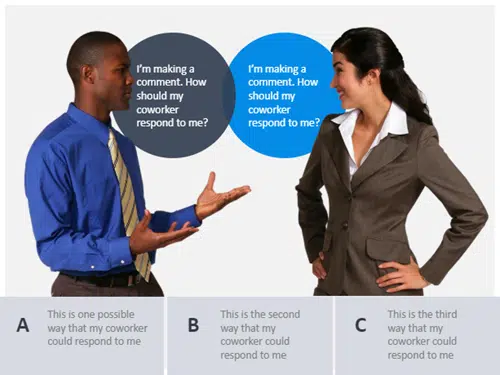 I'm making a
comment. How
should my
coworker
respond to me?
I'm making a
comment. How
should my
coworker
respond to me?
A
This is one possible
way that my coworker
could respond to me
B
This is the second
way that my
coworker could
respond to me
C
This is the third
way that my
coworker could
respond to me